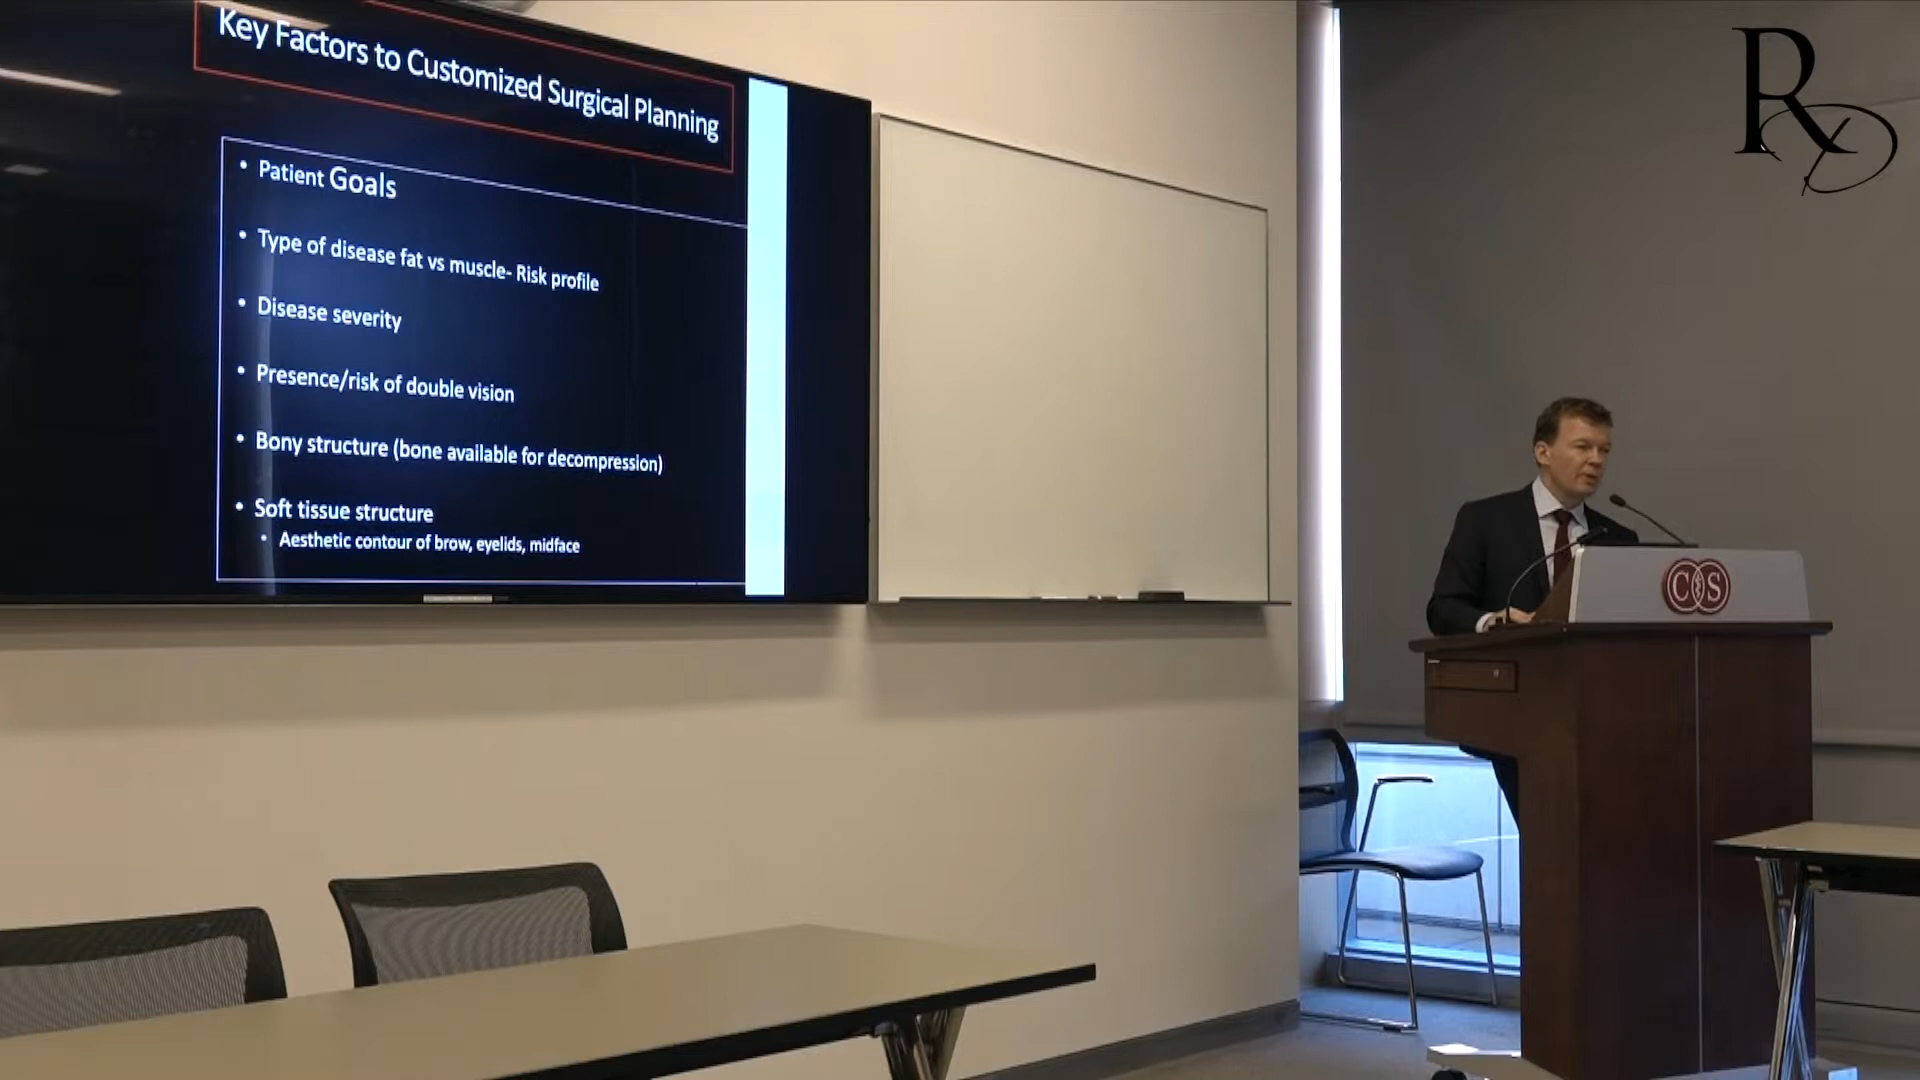 Key Factors to Customized Surgical Planning
• Patient Goals
• Type of disease fat vs muscle- Risk profile
• Disease severity
• Presence/risk of double vision
• Bony structure (bone available for decompression)
• Soft tissue structure
• Aesthetic contour of brow, eyelids, midface
RD
CS